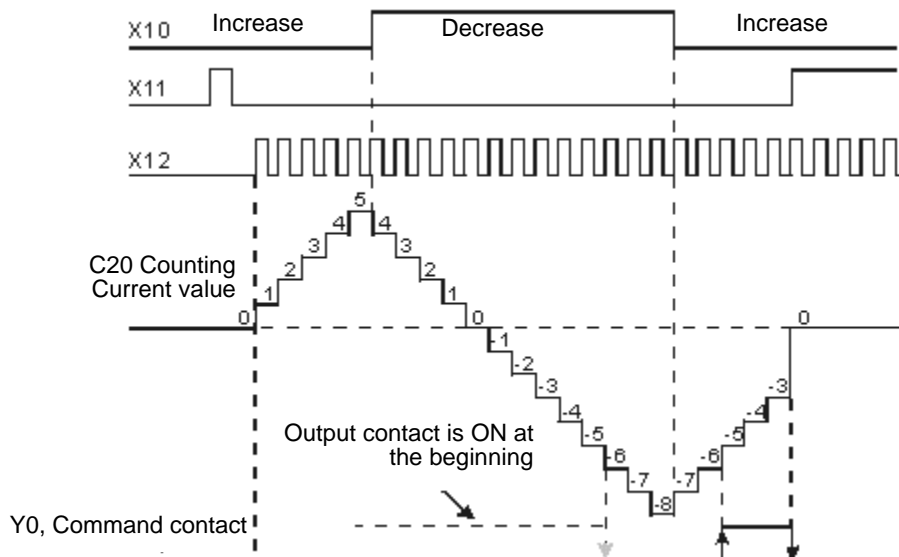 X10 Increase Decrease Increase
X11
X12
5
4 4
3 3
2 2
1 1
C20 Counting
Current value
0 0 0
-1
-2
-3 -3
-4 -4
-5 -5
-6 -6
-7 -7
-8
Output contact is ON at
the beginning
Y0, Command contact